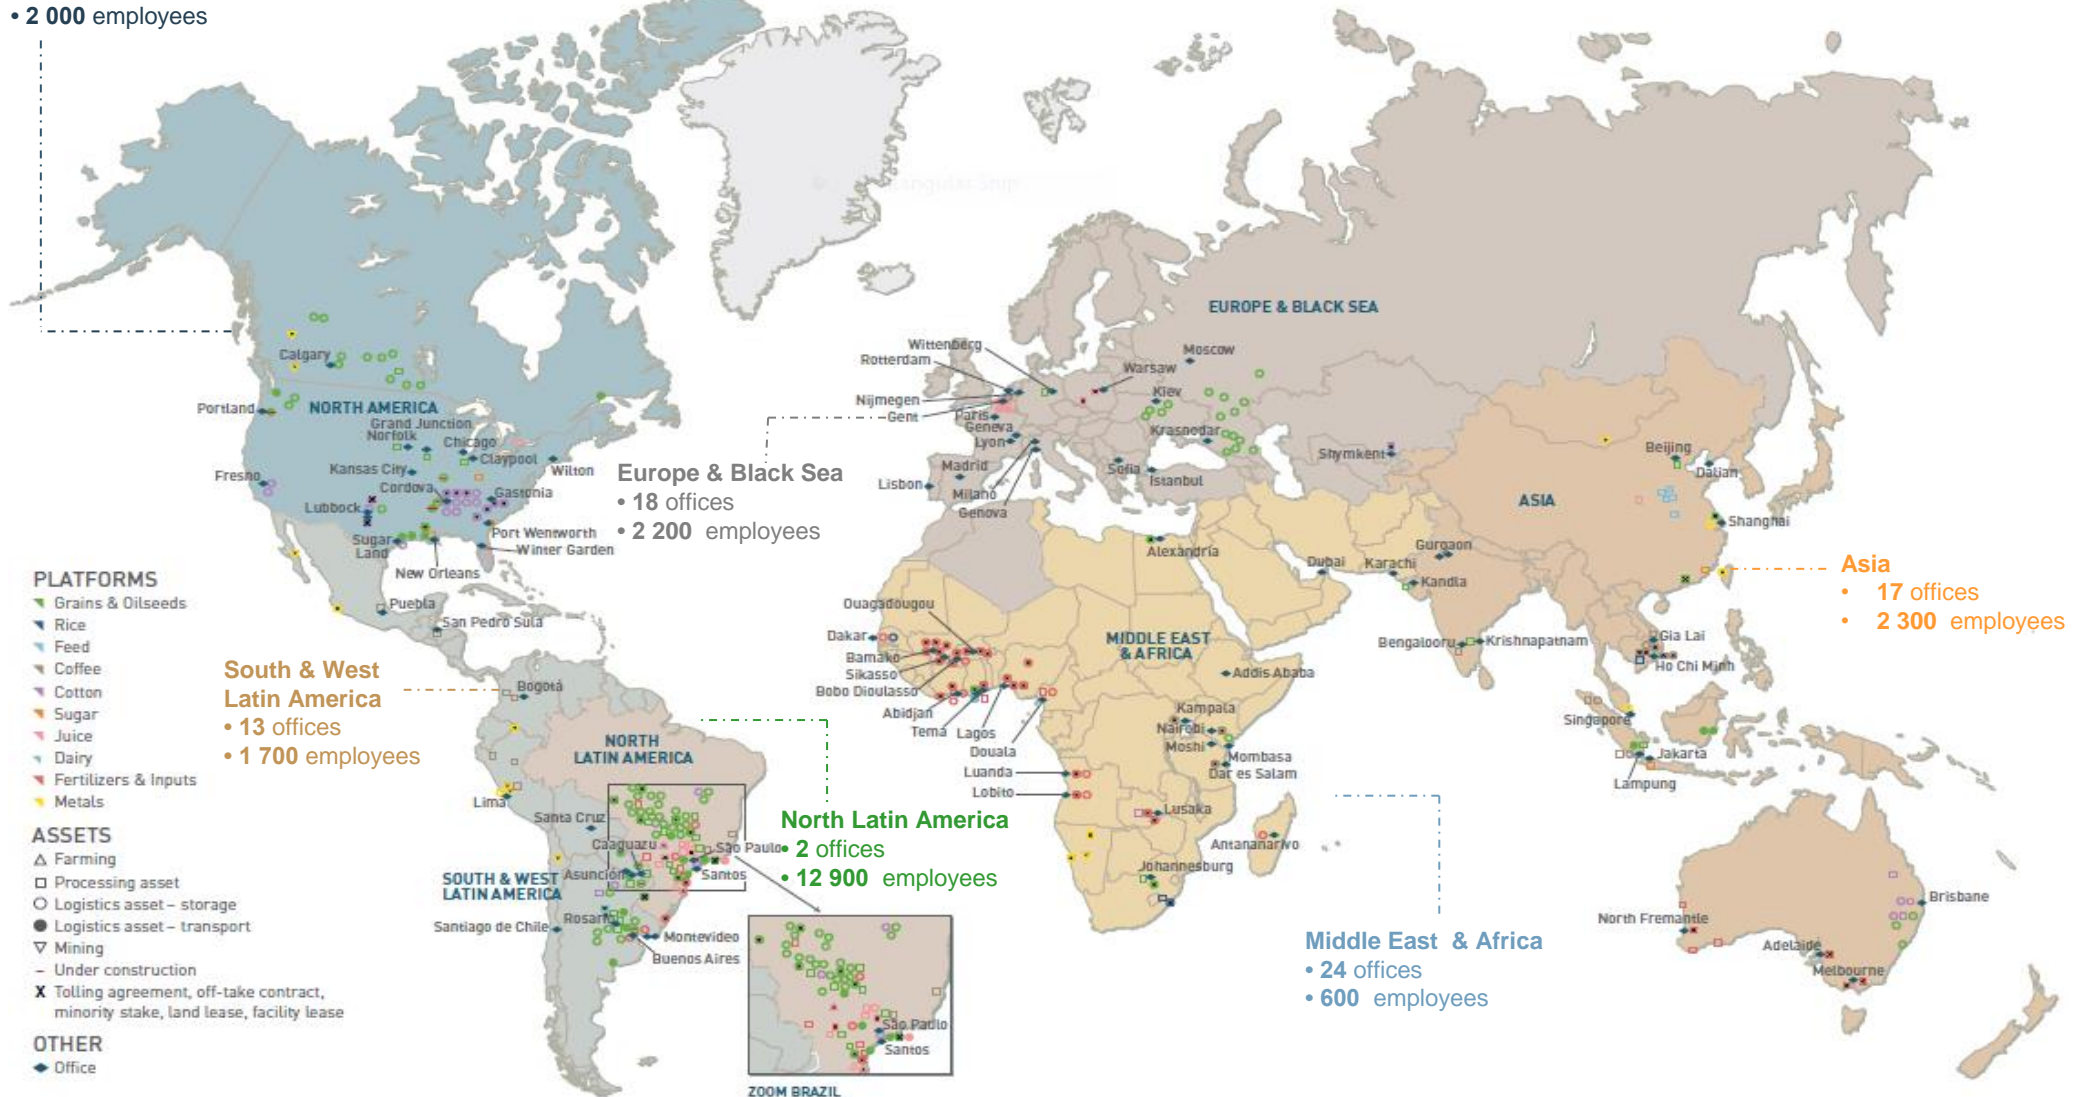 • 2 000 employees
EUROPE & BLACK SEA
Wittenberg
Rotterdam
Moscow
Warsaw
Calgary
Nijmegen
Kiev
Portland
NORTH AMERICA
Gent
Paris
Grand Junction
Geneva
Krasnodar
Norfolk
Chicago
Lyon
Beijing
Shymkent
Claypool
Kansas City
Wilton
Europe & Black Sea
Madrid
Sofia
Dalian
Fresno
Istanbul
Lisbon
Cordova
Gastonia
• 18 offices
Milano
ASIA
Lubbock
Genova
Shanghai
• 2 200 employees
Port Wenworth
Sugar
Land
Winter Garden
Alexandria
Gurgaon
New Orleans
Dubai
Karachi
Asia
PLATFORMS
Kandla
• 17 offices
Grains & Oilseeds
Puebla
Ouagadougou
• 2 300 employees
Rice
San Pedro Sula
Dakar
MIDDLE EAST
& AFRICA
Bengalooru
Krishnapatnam
Gia Lai
Feed
Bamako
Ho Chi Minh
Coffee
South & West
Latin America
Sikasso
Addis Ababa
Cotton
Bogotá
Bobo Dioulasso
Sugar
• 13 offices
Abidjan
Kampala
Singapore
Juice
Tema
Lagos
Nairobi
NORTH
LATIN AMERICA
Douala
Moshi
Mombasa
Jakarta
Dairy
• 1 700 employees
Luanda
Dar es Salam
Fertilizers & Inputs
Lampung
Metals
Lima
Lobito
Lusaka
ASSETS
Santa Cruz
North Latin America
Farming
Caaguazu
São Paulo
• 2 offices
Antananarivo
Processing asset
SOUTH & WEST
LATIN AMERICA
Asunción
Santos
• 12 900 employees
Johannesburg
Logistics asset – storage
Brisbane
Logistics asset – transport
Santiago de Chile
Rosario
North Fremantle
Mining
Montevideo
Middle East & Africa
Adelaide
Buenos Aires
• 24 offices
Melbourne
Under construction
• 600 employees
X Tolling agreement, off-take contract,
minority stake, land lease, facility lease
São Paulo
OTHER
Santos
Office
ZOOM BRAZIL